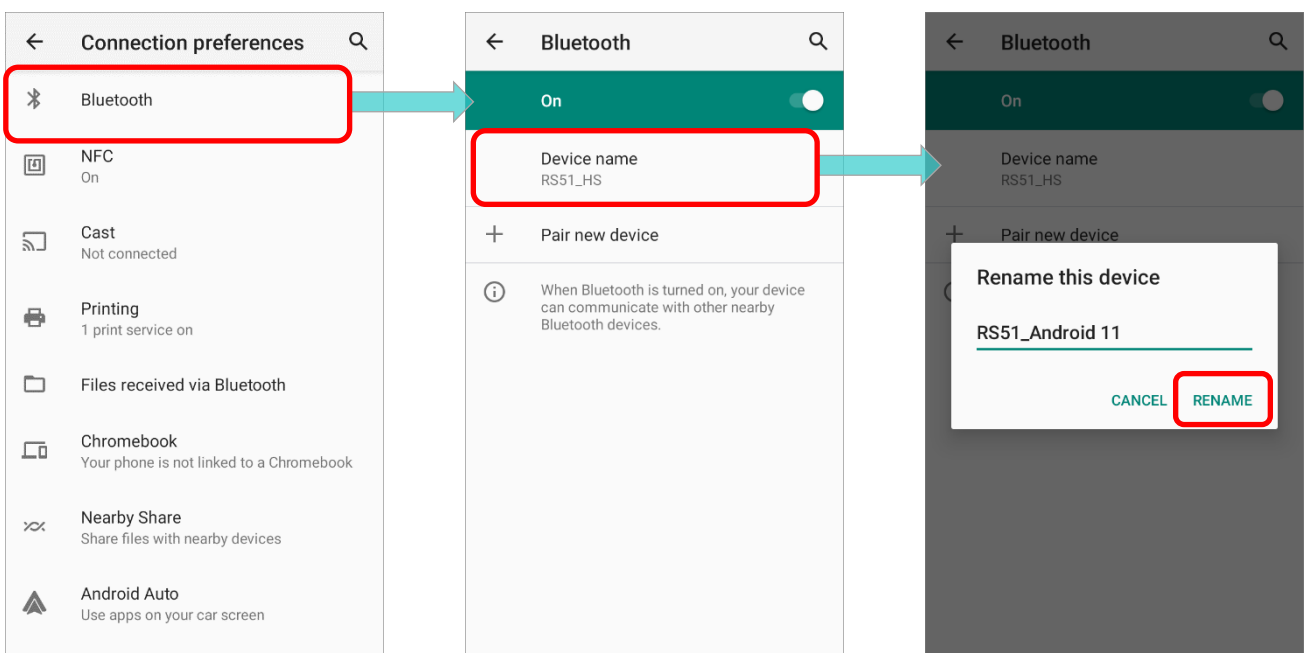 Connection preferences
Bluetooth
NFC
On
Cast
Not connected
Printing
1 print service on
Files received via Bluetooth
Chromebook
Your phone is not linked to a Chromebook
Nearby Share
Share files with nearby devices
Android Auto
Use apps on your car screen
Bluetooth
On
Device name
RS51_HS
Pair new device
When Bluetooth is turned on, your device
can communicate with other nearby
Bluetooth devices.
Bluetooth
On
Device name
RS51_HS
Pair new device
Rename this device
RS51_Android 11
CANCEL RENAME